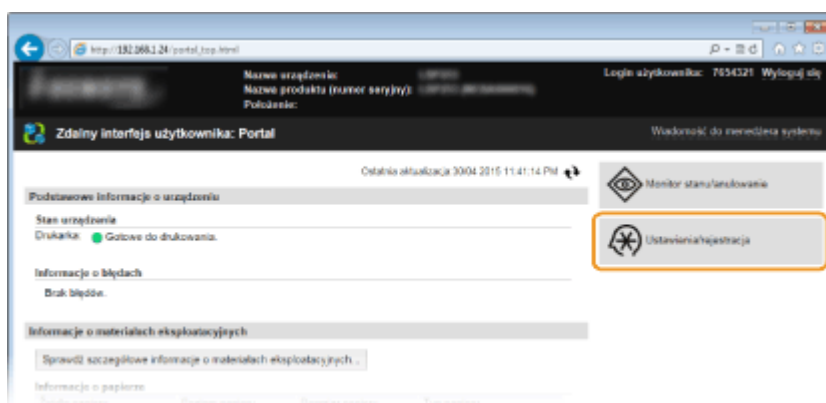 http://192.168.1.24/portal_top.html
Nazwa urządzenia:
Nazwa produktu (numer seryjny):
Położenie:
Login użytkownika: 7654321 Wyloguj się
Zdalny interfejs użytkownika: Portal
Wiadomość do menedżera systemu
Ostatnia aktualizacja 30/04 2015 11:41:14 PM
Monitor stanu/anulowanie
Podstawowe informacje o urządzeniu
Stan urządzenia
Drukarka: Gotowe do drukowania.
Ustawienia/rejestracja
Informacje o błędach
Brak błędów.
Informacje o materiałach eksploatacyjnych
Sprawdź szczegółowe informacje o materiałach eksploatacyjnych...
Informacje o papierze